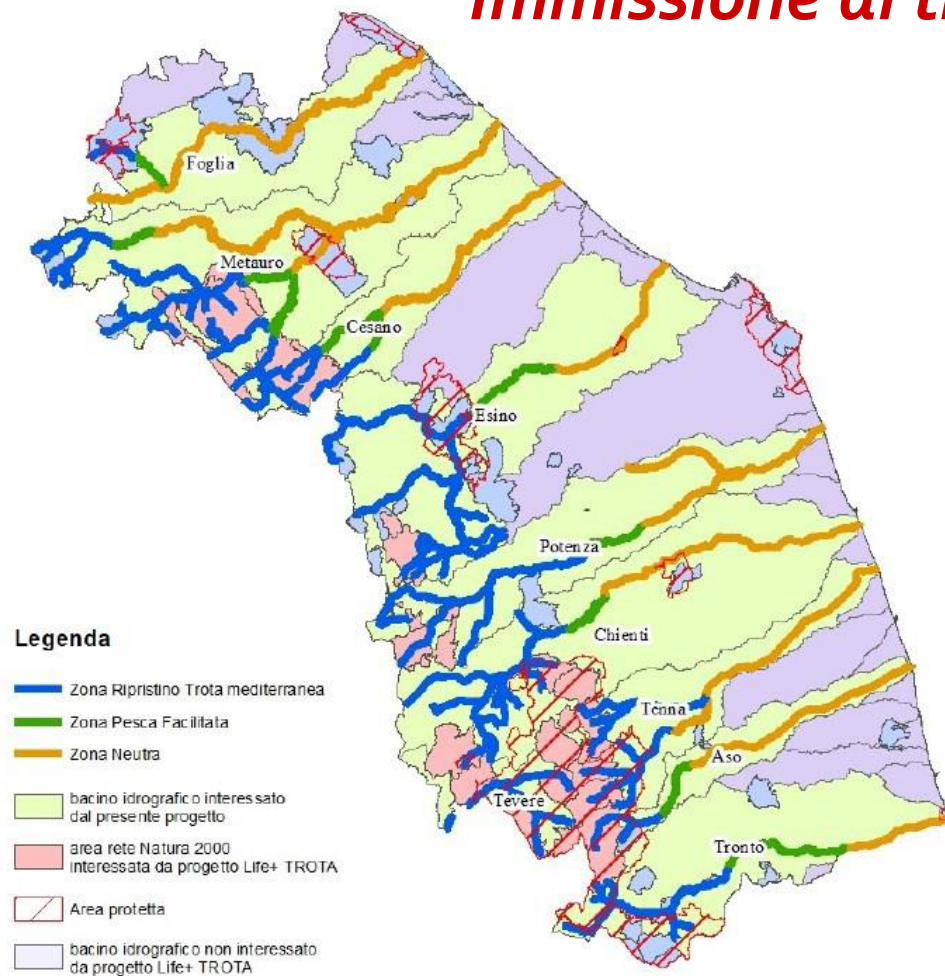 Immissione di
Foglia
Metauro
Cesano
Esino
Potenza
Chienti
Tenna
Aso
Tevere
Tronto
Legenda
Zona Ripristino Trota mediterranea
Zona Pesca Facilitata
Zona Neutra
bacino idrografico interessato
dal presente progetto
area rete Natura 2000
interessata da progetto Life+ TROTA
Area protetta
bacino idrografico non interessato
da progetto Life+ TROTA